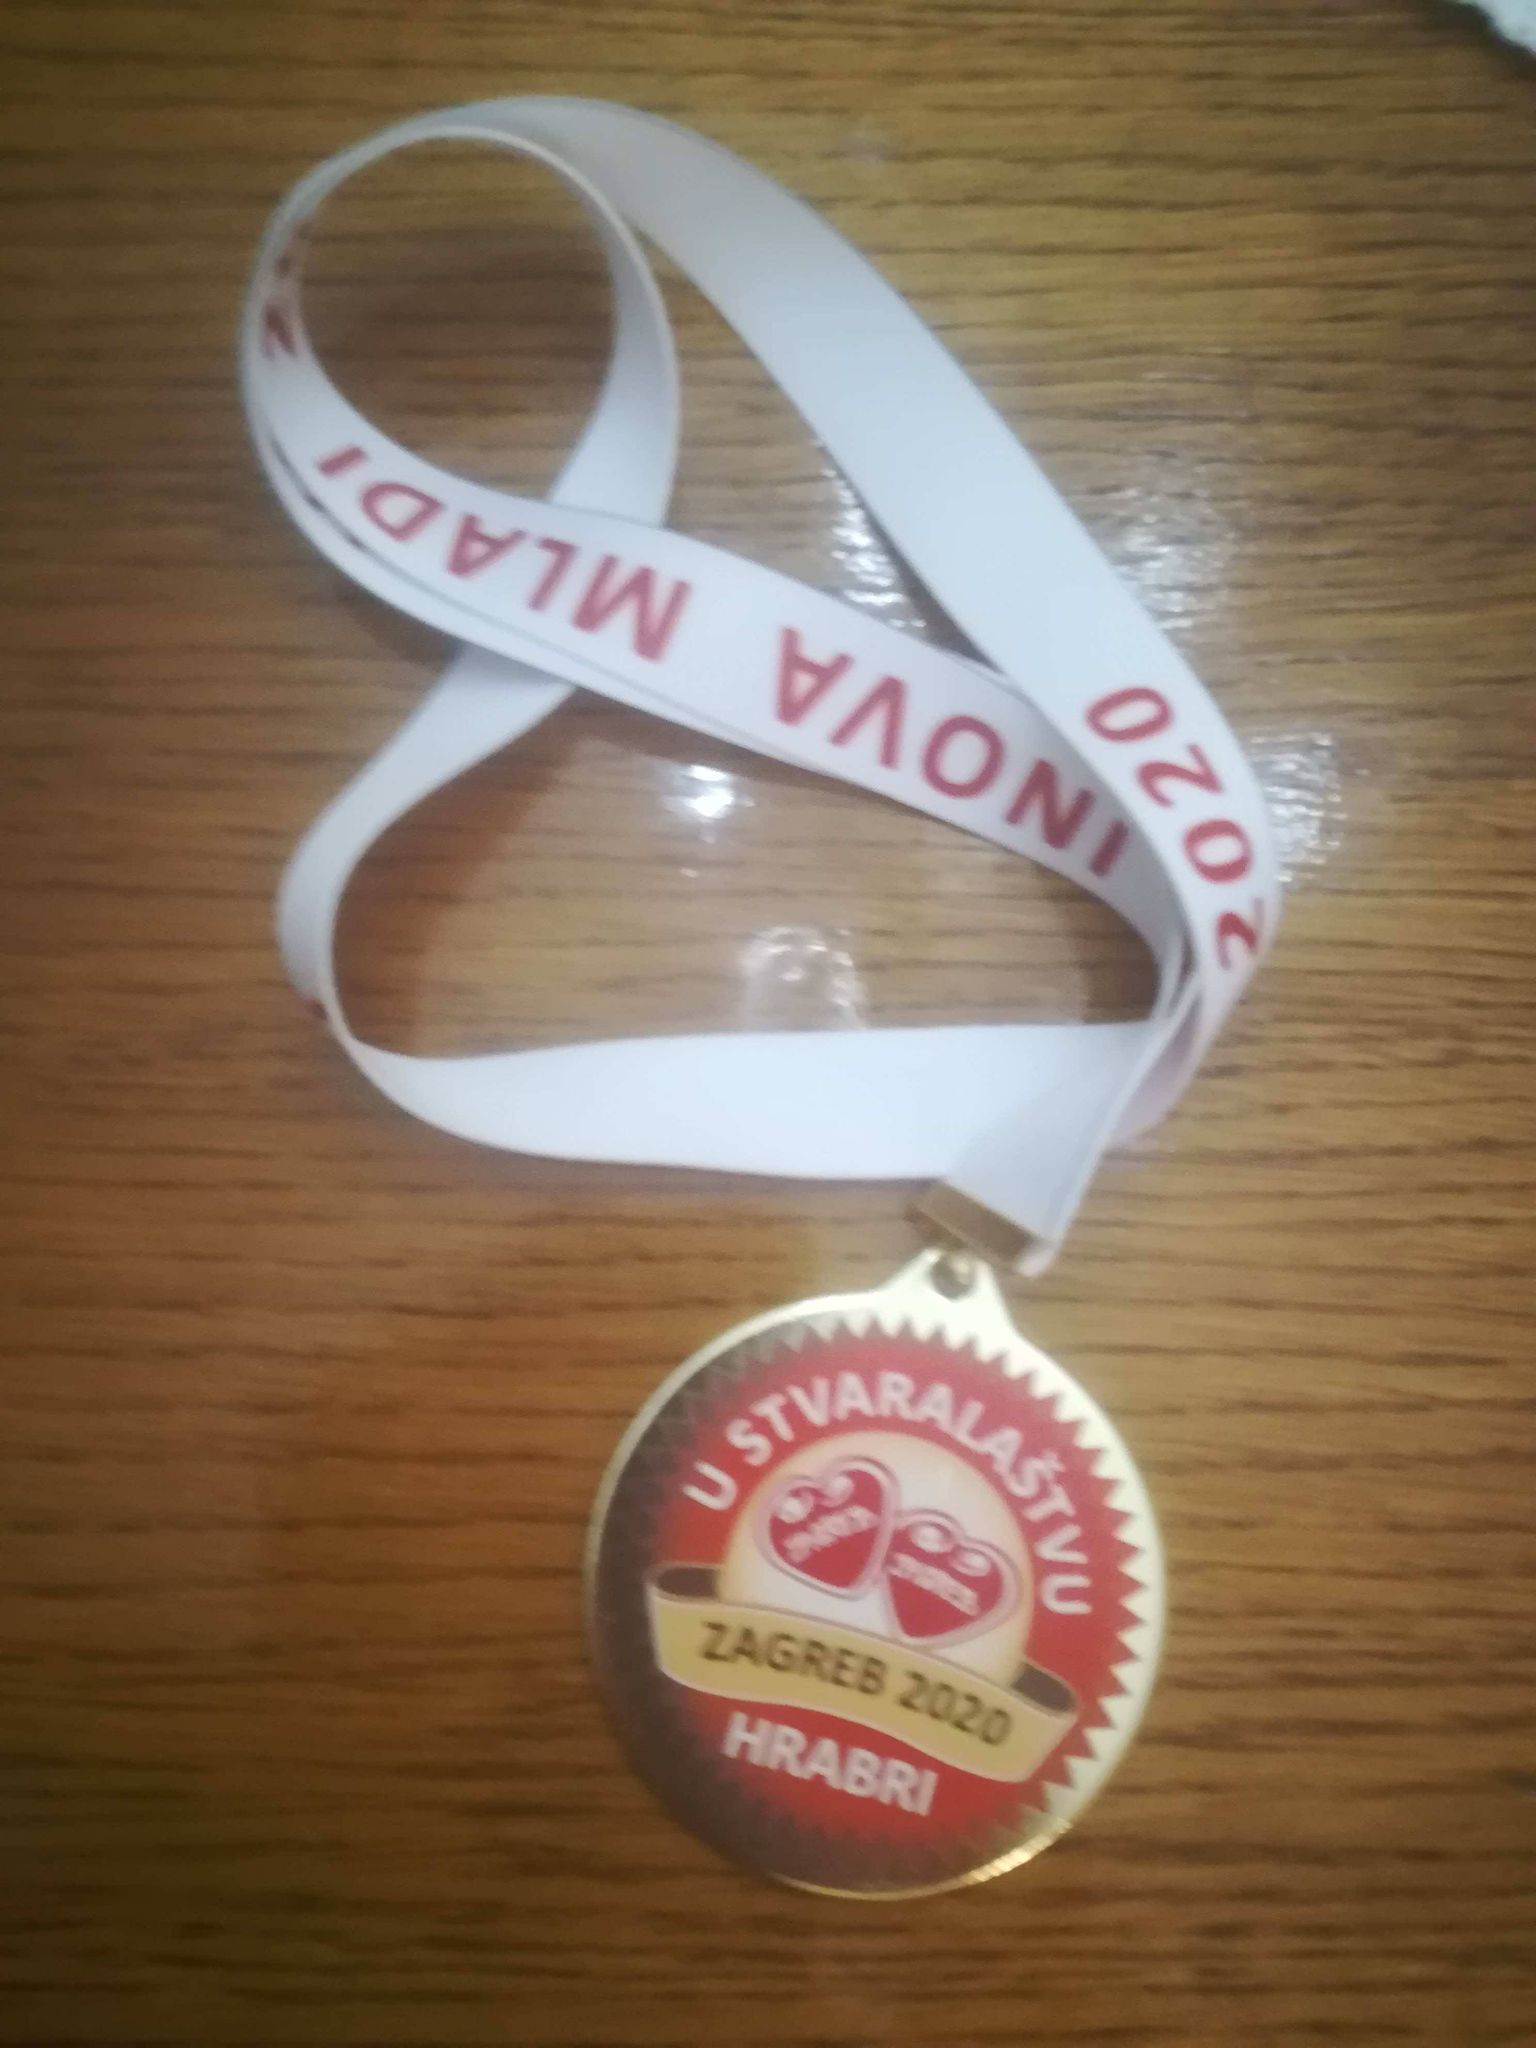 INOVA MLADI
2020
U STVARALAŠTVU
ZAGREB 2020
HRABRI